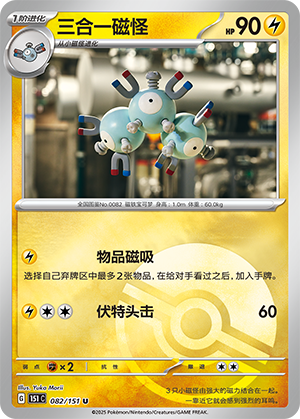 1阶进化
三合一磁怪
HP 90
从小磁怪进化
全国图鉴No.0082 磁铁宝可梦 身高：1.0m 体重：60.0kg
物品磁吸
选择自己弃牌区中最多2张物品，在给对手看过之后，加入手牌。
伏特头击 60
弱点 ×2 抵抗力 撤退
Illus. Yuka Morii
G 151 C 082/151 U
3只小磁怪由强大的磁力结合在一起。
一旦靠近它们就会感到强烈的耳鸣。
©2025 Pokémon/Nintendo/Creatures/GAME FREAK.